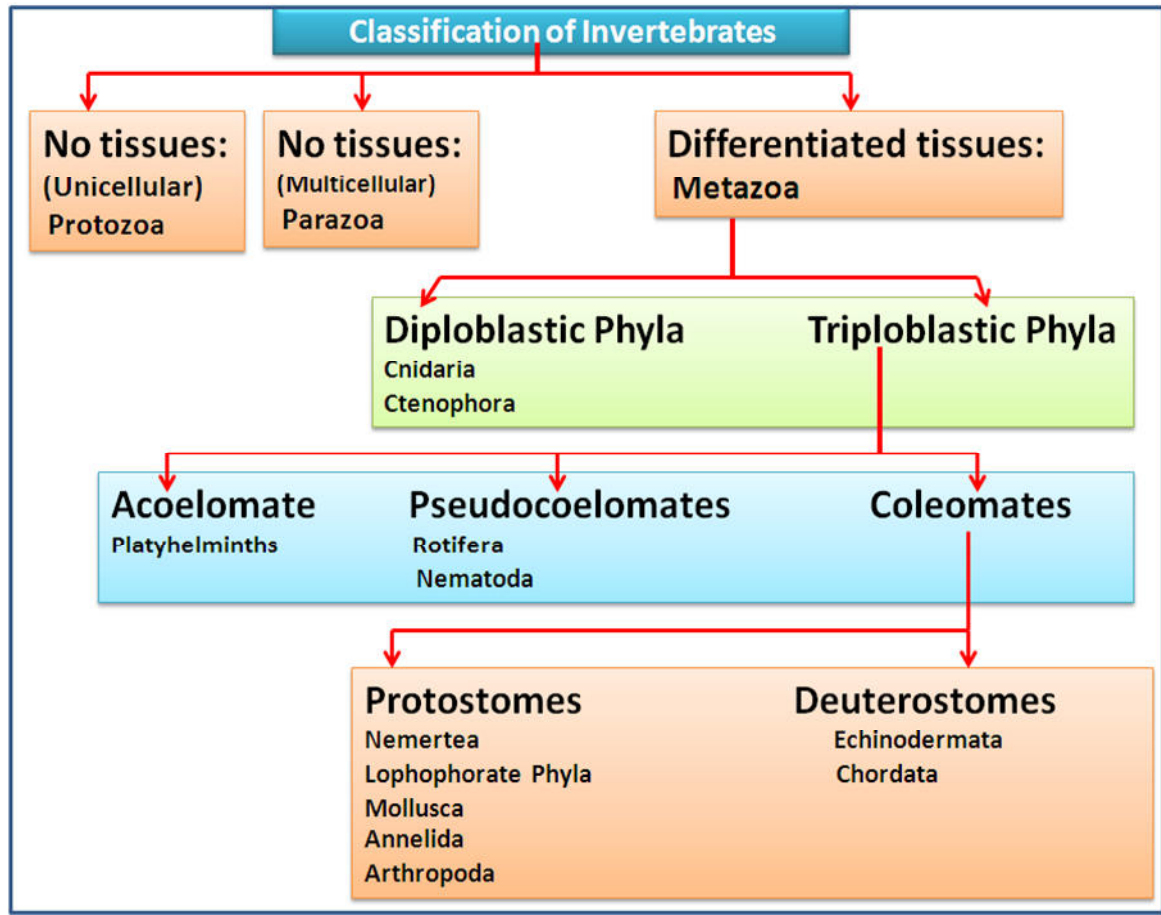 Classification of Invertebrates
No tissues:
(Unicellular)
Protozoa
No tissues:
(Multicellular)
Parazoa
Differentiated tissues:
Metazoa
Diploblastic Phyla
Cnidaria
Ctenophora
Triploblastic Phyla
Acoelomate
Platyhelminths
Pseudocoelomates
Rotifera
Nematoda
Coleomates
Protostomes
Nemertea
Lophophorate Phyla
Mollusca
Annelida
Arthropoda
Deuterostomes
Echinodermata
Chordata